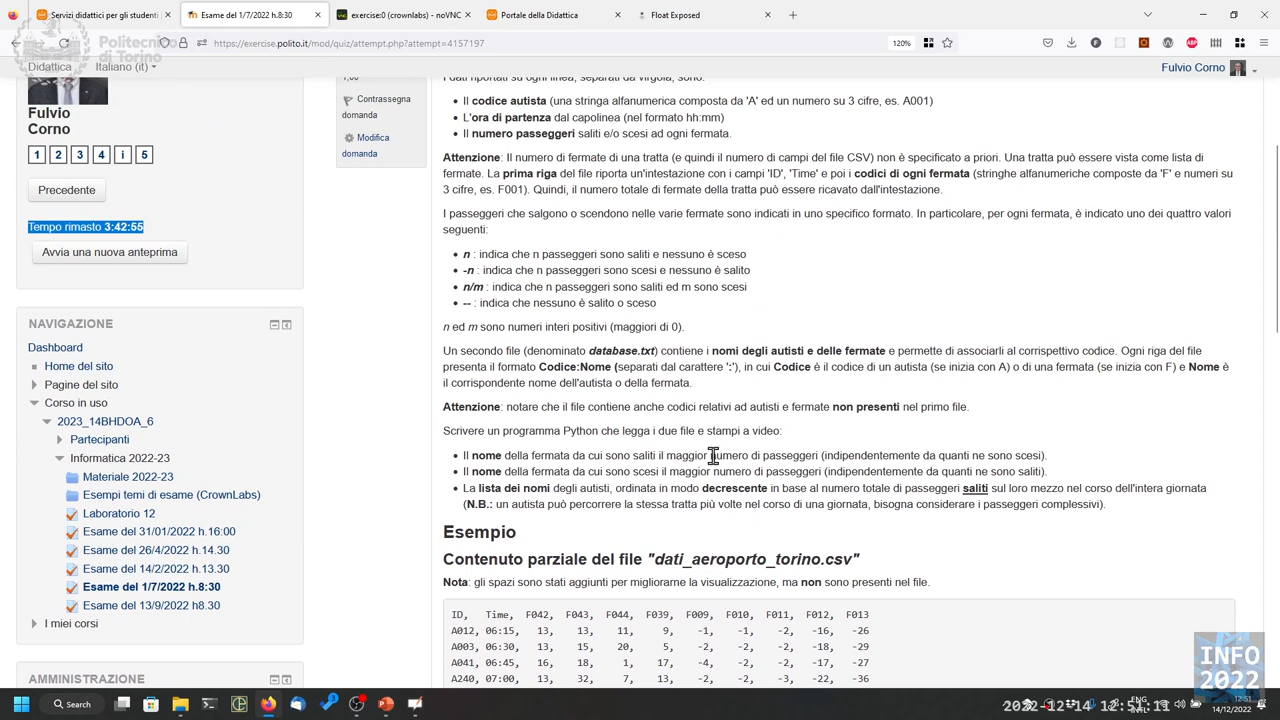 Servizi didattici per gli studenti
Esame del 1/7/2022 h.8:30
exercise:0 (crownlabs) - noVNC
Portale della Didattica
Float Exposed
https://exercise.polito.it/mod/quiz/attempt.php?attempt=4157197
120%
Politecnico
di Torino
Didattica
Italiano (it)
Fulvio Corno
Fulvio
Corno
1 2 3 4 i 5
Precedente
Tempo rimasto 3:42:55
Avvia una nuova anteprima
NAVIGAZIONE
Dashboard
Home del sito
Pagine del sito
Corso in uso
2023_14BHDOA_6
Partecipanti
Informatica 2022-23
Materiale 2022-23
Esempi temi di esame (CrownLabs)
Laboratorio 12
Esame del 31/01/2022 h.16:00
Esame del 26/4/2022 h.14.30
Esame del 14/2/2022 h.13.30
Esame del 1/7/2022 h.8:30
Esame del 13/9/2022 h8.30
I miei corsi
AMMINISTRAZIONE
1,00
Contrassegna
domanda
Modifica
domanda
I dati riportati su ogni linea, separati da virgola, sono:
Il codice autista (una stringa alfanumerica composta da 'A' ed un numero su 3 cifre, es. A001)
L'ora di partenza dal capolinea (nel formato hh:mm)
Il numero passeggeri saliti e/o scesi ad ogni fermata.
Attenzione: Il numero di fermate di una tratta (e quindi il numero di campi del file CSV) non è specificato a priori. Una tratta può essere vista come lista di
fermate. La prima riga del file riporta un'intestazione con i campi 'ID', 'Time' e poi i codici di ogni fermata (stringhe alfanumeriche composte da 'F' e numeri su
3 cifre, es. F001). Quindi, il numero totale di fermate della tratta può essere ricavato dall'intestazione.
I passeggeri che salgono o scendono nelle varie fermate sono indicati in uno specifico formato. In particolare, per ogni fermata, è indicato uno dei quattro valori
seguenti:
n : indica che n passeggeri sono saliti e nessuno è sceso
-n : indica che n passeggeri sono scesi e nessuno è salito
n/m : indica che n passeggeri sono saliti ed m sono scesi
-- : indica che nessuno è salito o sceso
n ed m sono numeri interi positivi (maggiori di 0).
Un secondo file (denominato database.txt) contiene i nomi degli autisti e delle fermate e permette di associarli al corrispettivo codice. Ogni riga del file
presenta il formato Codice:Nome (separati dal carattere ':'), in cui Codice è il codice di un autista (se inizia con A) o di una fermata (se inizia con F) e Nome è
il corrispondente nome dell'autista o della fermata.
Attenzione: notare che il file contiene anche codici relativi ad autisti e fermate non presenti nel primo file.
Scrivere un programma Python che legga i due file e stampi a video:
Il nome della fermata da cui sono saliti il maggior numero di passeggeri (indipendentemente da quanti ne sono scesi).
Il nome della fermata da cui sono scesi il maggior numero di passeggeri (indipendentemente da quanti ne sono saliti).
La lista dei nomi degli autisti, ordinata in modo decrescente in base al numero totale di passeggeri saliti sul loro mezzo nel corso dell'intera giornata
(N.B.: un autista può percorrere la stessa tratta più volte nel corso di una giornata, bisogna considerare i passeggeri complessivi).
Esempio
Contenuto parziale del file "dati_aeroporto_torino.csv"
Nota: gli spazi sono stati aggiunti per migliorarne la visualizzazione, ma non sono presenti nel file.
ID, Time, F042, F043, F044, F039, F009, F010, F011, F012, F013
A012, 06:15, 13, 13, 11, 9, -1, -1, -2, -16, -26
A003, 06:30, 13, 15, 20, 5, -2, -2, -2, -18, -29
A041, 06:45, 16, 18, 1, 17, -4, -2, -2, -17, -27
A240, 07:00, 13, 32, 7, 13, -2, -2, -3, -22, -36
INFO
2022
Search
ENG
12:51
14/12/2022